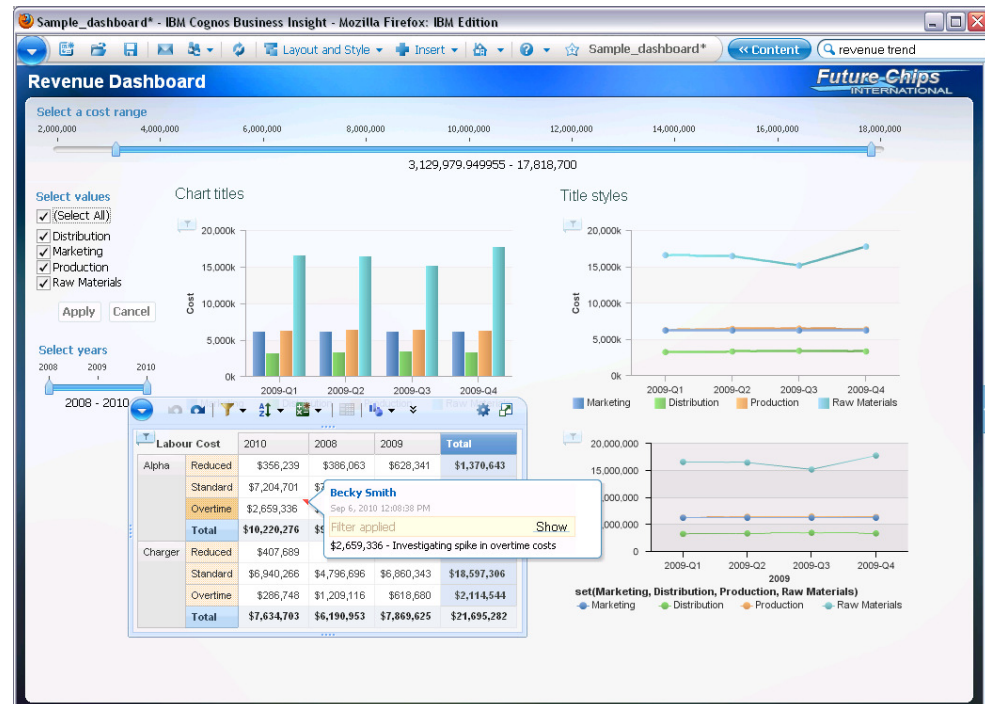 Sample_dashboard* - IBM Cognos Business Insight - Mozilla Firefox: IBM Edition
Layout and Style Insert Sample_dashboard* « Content revenue trend
Revenue Dashboard
Future Chips
INTERNATIONAL
Select a cost range
2,000,000 4,000,000 6,000,000 8,000,000 10,000,000 12,000,000 14,000,000 16,000,000 18,000,000
3,129,979.949955 - 17,818,700
Select values
(Select All)
Distribution
Marketing
Production
Raw Materials
Apply Cancel
Select years
2008 2009 2010
2008 - 2010
Chart titles
20,000k
15,000k
10,000k
5,000k
0k
Cost
2009-Q1 2009-Q2 2009-Q3 2009-Q4
Title styles
20,000k
15,000k
10,000k
5,000k
0k
Cost
2009-Q1 2009-Q2 2009-Q3 2009-Q4
Marketing Distribution Production Raw Materials
Labour Cost 2010 2008 2009 Total
Alpha Reduced $356,239 $386,063 $628,341 $1,370,643
Standard $7,204,701
Overtime $2,659,336
Total $10,220,276
Charger Reduced $407,689
Standard $6,940,266 $4,796,696 $6,860,343 $18,597,306
Overtime $286,748 $1,209,116 $618,680 $2,114,544
Total $7,634,703 $6,190,953 $7,869,625 $21,695,282
Becky Smith
Sep 6, 2010 12:08:38 PM
Filter applied Show
$2,659,336 - Investigating spike in overtime costs
20,000,000
15,000,000
000,000
000,000
0
2009-Q1 2009-Q2 2009-Q3 2009-Q4
2009
set(Marketing, Distribution, Production, Raw Materials)
Marketing Distribution Production Raw Materials